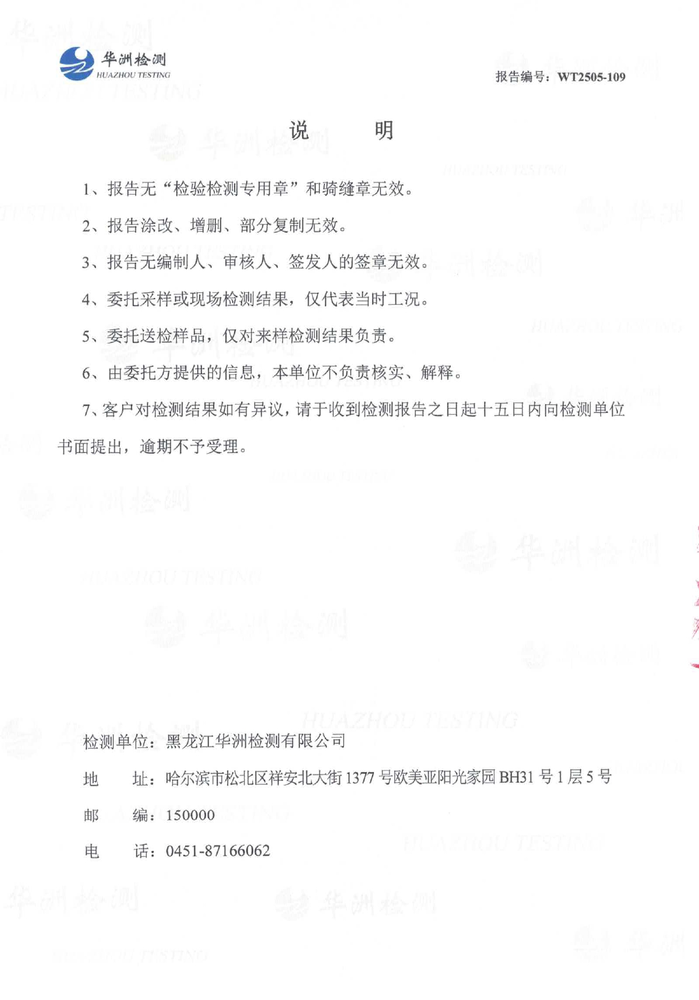 华洲检测
HUAZHOU TESTING
报告编号：WT2505-109
说 明
1、报告无“检验检测专用章”和骑缝章无效。
2、报告涂改、增删、部分复制无效。
3、报告无编制人、审核人、签发人的签章无效。
4、委托采样或现场检测结果，仅代表当时工况。
5、委托送检样品，仅对来样检测结果负责。
6、由委托方提供的信息，本单位不负责核实、解释。
7、客户对检测结果如有异议，请于收到检测报告之日起十五日内向检测单位
书面提出，逾期不予受理。
检测单位：黑龙江华洲检测有限公司
地 址：哈尔滨市松北区祥安北大街 1377 号欧美亚阳光家园 BH31 号 1 层 5 号
邮 编：150000
电 话：0451-87166062